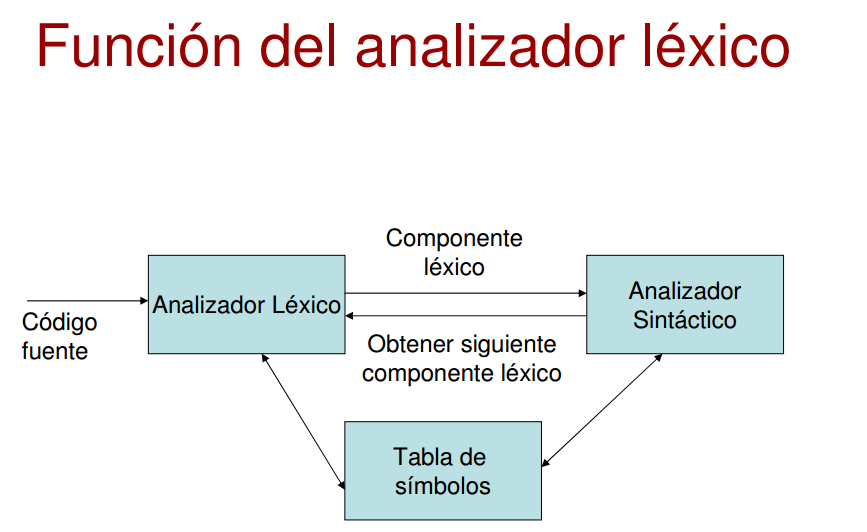 Función del analizador léxico
Componente
léxico
Analizador Léxico
Analizador
Sintáctico
Código
fuente
Obtener siguiente
componente léxico
Tabla de
símbolos